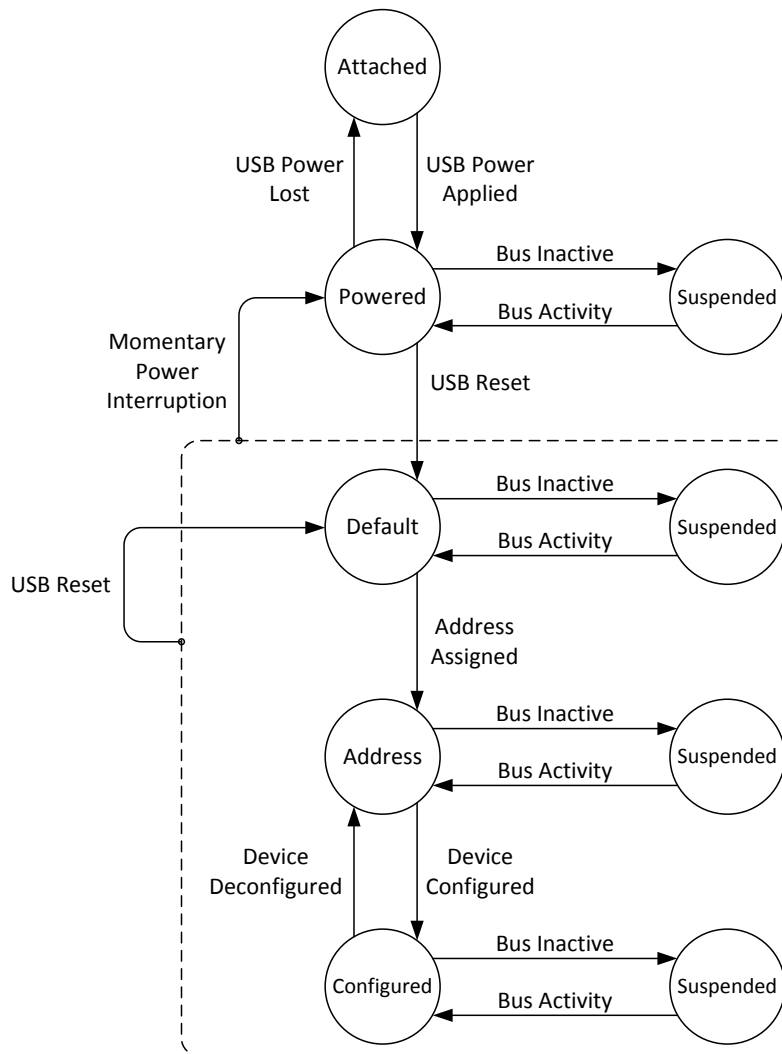 Attached
USB Power
Lost
USB Power
Applied
Bus Inactive
Powered
Suspended
Bus Activity
Momentary
Power
Interruption
USB Reset
Bus Inactive
Default
Suspended
Bus Activity
USB Reset
Address
Assigned
Bus Inactive
Address
Suspended
Bus Activity
Device
Deconfigured
Device
Configured
Bus Inactive
Configured
Suspended
Bus Activity